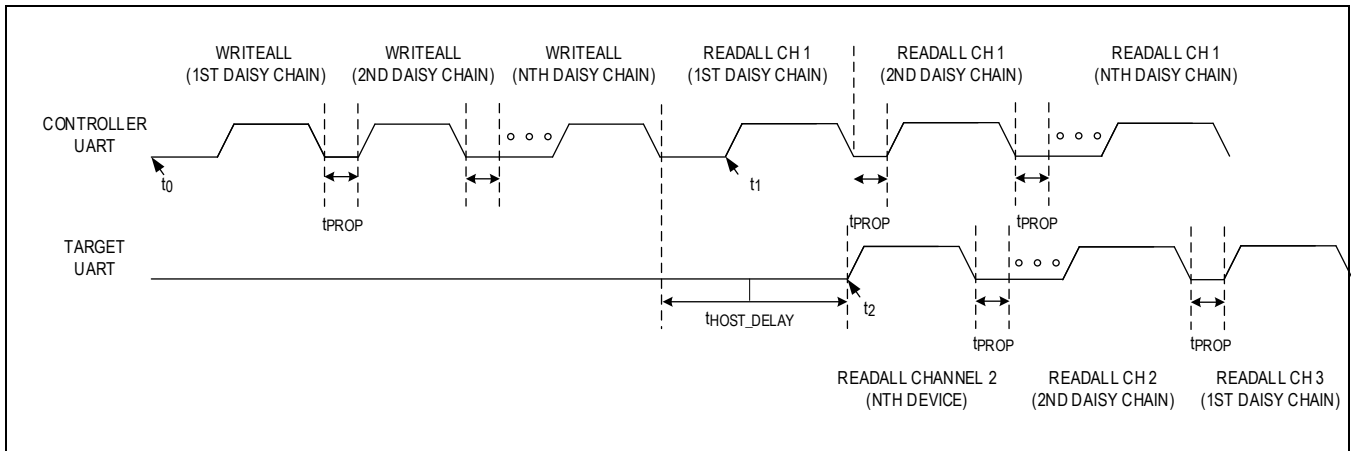 WRITEALL
(1ST DAISY CHAIN)
WRITEALL
(2ND DAISY CHAIN)
WRITEALL
(NTH DAISY CHAIN)
READALL CH 1
(1ST DAISY CHAIN)
READALL CH 1
(2ND DAISY CHAIN)
READALL CH 1
(NTH DAISY CHAIN)
CONTROLLER
UART
t0
t1
tPROP
tPROP
tPROP
TARGET
UART
t2
tHOST_DELAY
tPROP
tPROP
READALL CHANNEL 2
(NTH DEVICE)
READALL CH 2
(2ND DAISY CHAIN)
READALL CH 3
(1ST DAISY CHAIN)